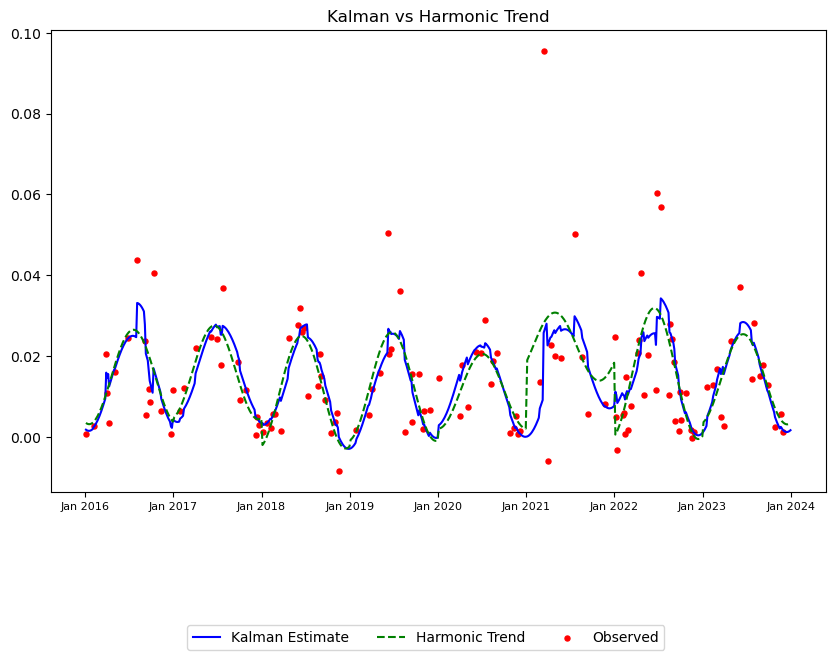 Kalman vs Harmonic Trend
0.10
0.08
0.06
0.04
0.02
0.00
Jan 2016 Jan 2017 Jan 2018 Jan 2019 Jan 2020 Jan 2021 Jan 2022 Jan 2023 Jan 2024
Kalman Estimate Harmonic Trend Observed